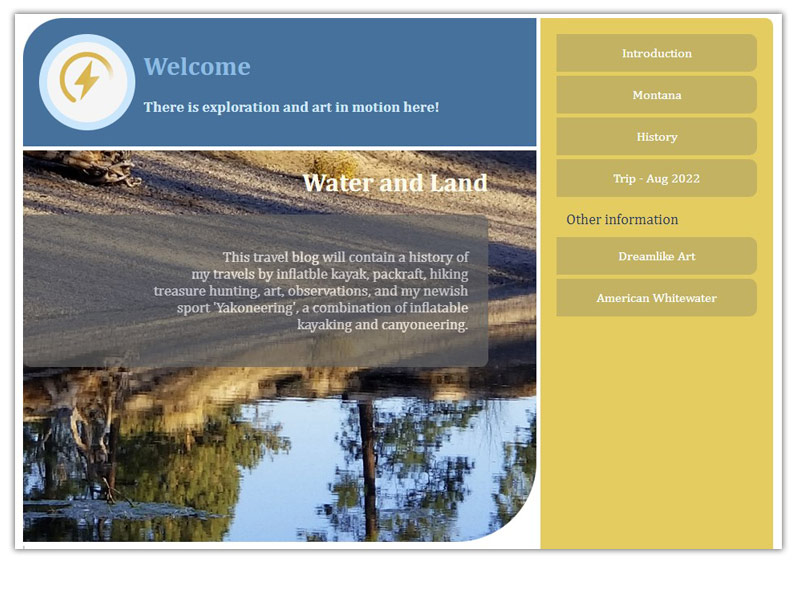 Welcome
There is exploration and art in motion here!
Water and Land
This travel blog will contain a history of
my travels by inflatble kayak, packraft, hiking
treasure hunting, art, observations, and my newish
sport 'Yakoneering', a combination of inflatable
kayaking and canyoneering.
Introduction
Montana
History
Trip - Aug 2022
Other information
Dreamlike Art
American Whitewater